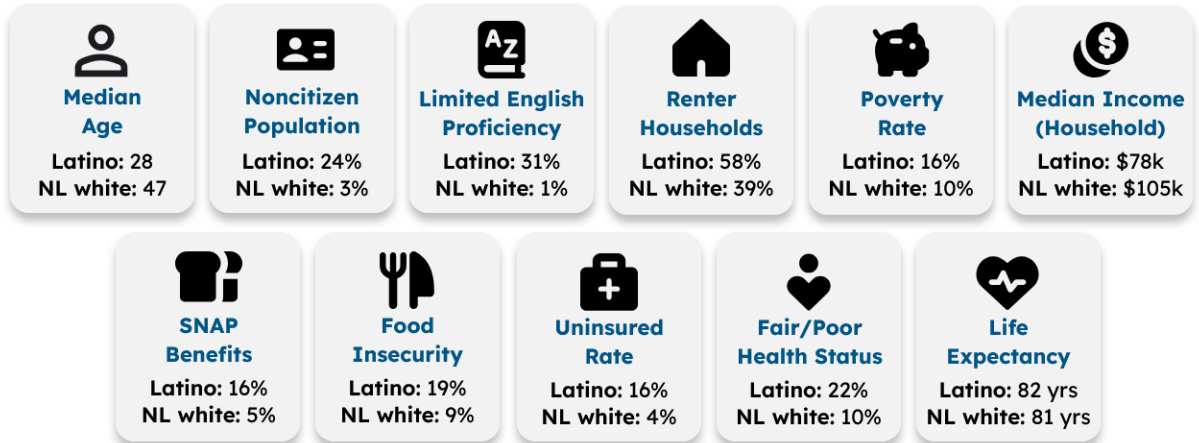 Median
Age
Latino: 28
NL white: 47
Noncitizen
Population
Latino: 24%
NL white: 3%
AZ
Limited English
Proficiency
Latino: 31%
NL white: 1%
Renter
Households
Latino: 58%
NL white: 39%
Poverty
Rate
Latino: 16%
NL white: 10%
$
Median Income
(Household)
Latino: $78k
NL white: $105k
SNAP
Benefits
Latino: 16%
NL white: 5%
Food
Insecurity
Latino: 19%
NL white: 9%
Uninsured
Rate
Latino: 16%
NL white: 4%
Fair/Poor
Health Status
Latino: 22%
NL white: 10%
Life
Expectancy
Latino: 82 yrs
NL white: 81 yrs